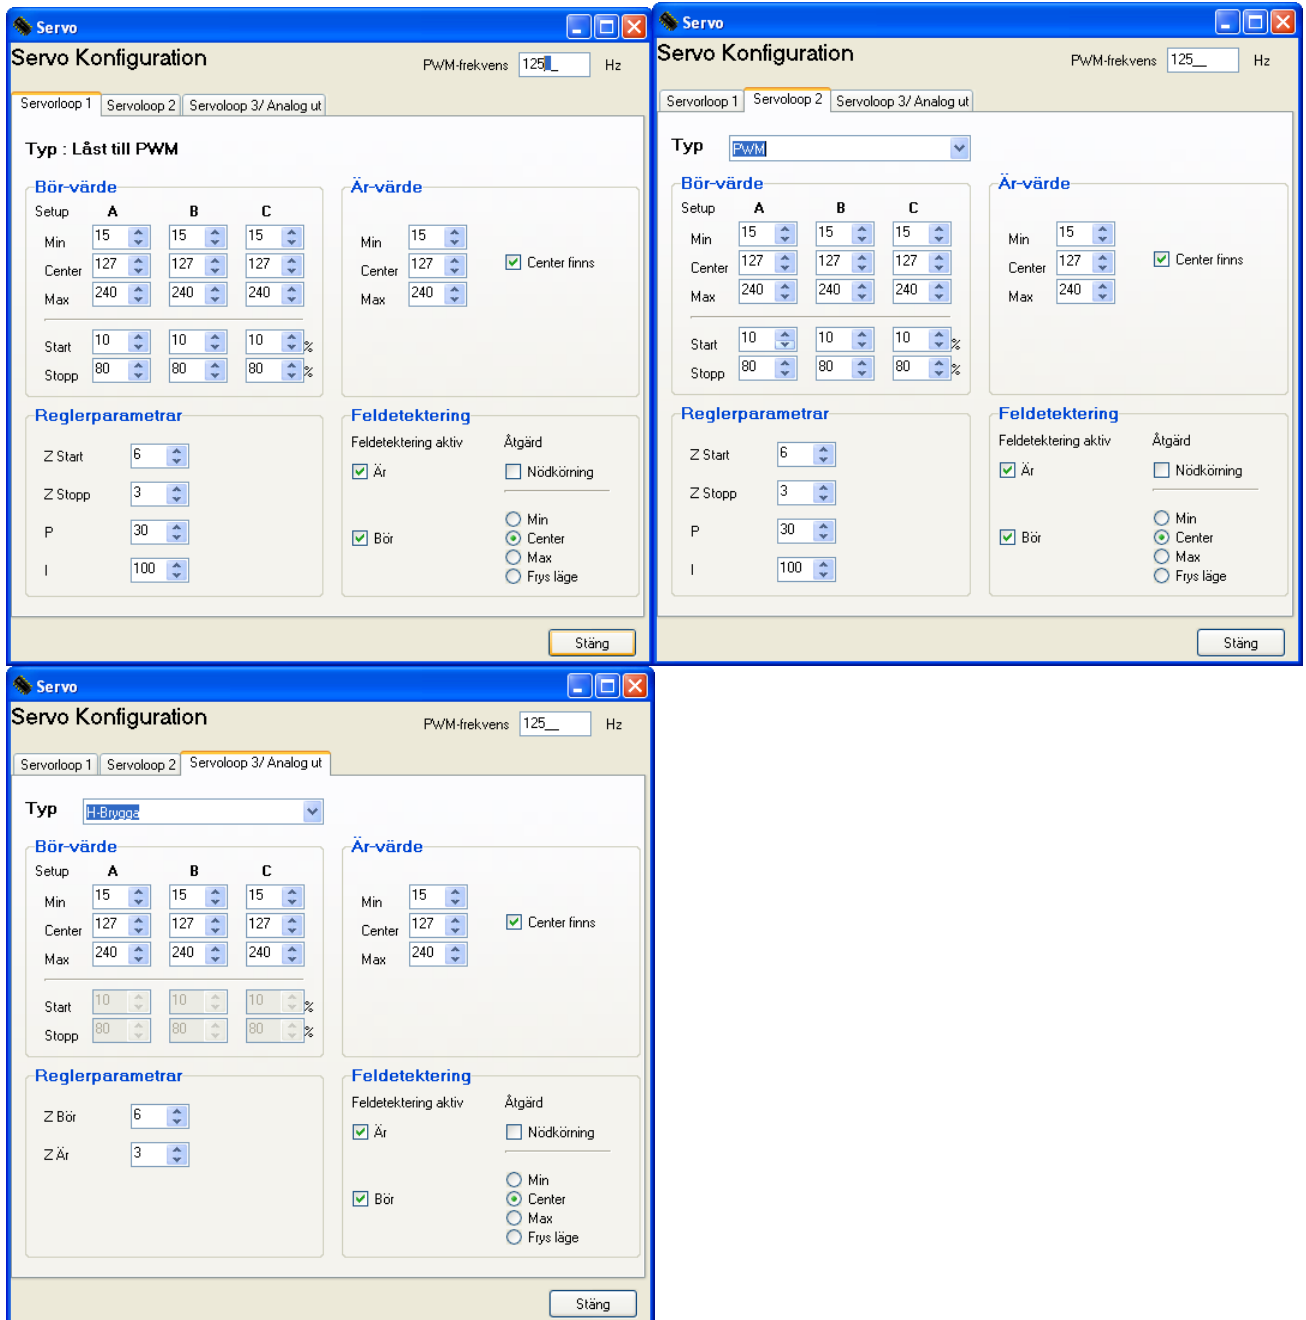 Servo
Servo Konfiguration
PWM-frekvens 125_ Hz
Servorloop 1 Servoloop 2 Servoloop 3/ Analog ut
Typ : Låst till PWM
Bör-värde
Setup A B C
Min 15 15 15
Center 127 127 127
Max 240 240 240
Start 10 10 10 %
Stopp 80 80 80 %
Är-värde
Min 15
Center 127
Max 240
Center finns
Reglerparametrar
Z Start 6
Z Stopp 3
P 30
I 100
Feldetektering
Feldetektering aktiv Åtgärd
Är Nödkörning
Bör
Min
Center
Max
Frys läge
Stäng
Servo
Servo Konfiguration
PWM-frekvens 125__ Hz
Servorloop 1 Servoloop 2 Servoloop 3/ Analog ut
Typ PWM
Bör-värde
Setup A B C
Min 15 15 15
Center 127 127 127
Max 240 240 240
Start 10 10 10 %
Stopp 80 80 80 %
Är-värde
Min 15
Center 127
Max 240
Center finns
Reglerparametrar
Z Start 6
Z Stopp 3
P 30
I 100
Feldetektering
Feldetektering aktiv Åtgärd
Är Nödkörning
Bör
Min
Center
Max
Frys läge
Stäng
Servo
Servo Konfiguration
PWM-frekvens 125__ Hz
Servorloop 1 Servoloop 2 Servoloop 3/ Analog ut
Typ H-Brygga
Bör-värde
Setup A B C
Min 15 15 15
Center 127 127 127
Max 240 240 240
Start 10 10 10 %
Stopp 80 80 80 %
Är-värde
Min 15
Center 127
Max 240
Center finns
Reglerparametrar
Z Bör 6
Z Är 3
Feldetektering
Feldetektering aktiv Åtgärd
Är Nödkörning
Bör
Min
Center
Max
Frys läge
Stäng